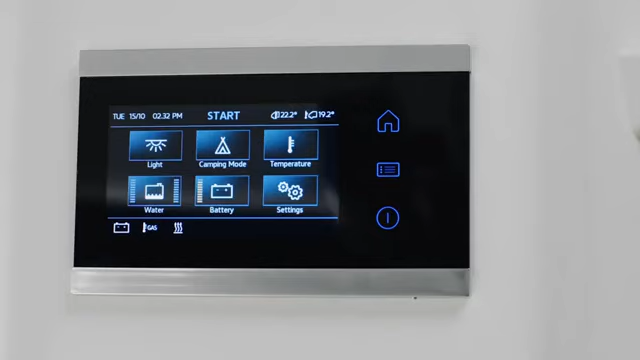 TUE 15/10 02.32 PM START 22.2° 19.2°
Light Camping Mode Temperature
Water Battery Settings
GAS